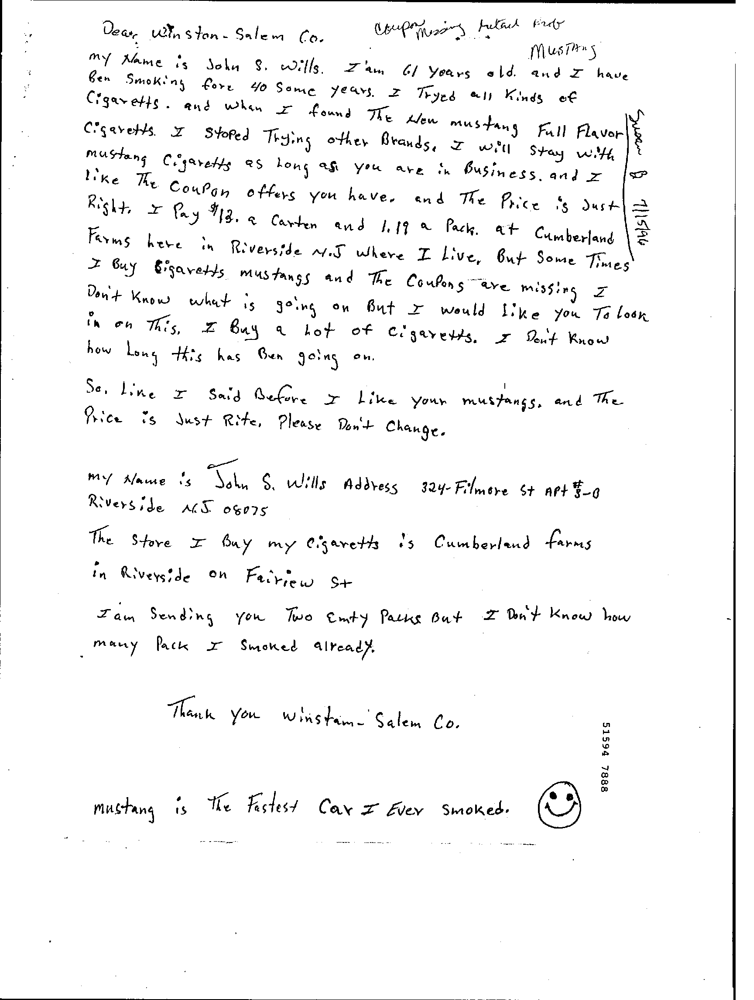 Dear Winston-Salem Co.
Coupon Missing retail prob
MUSTANG
my Name is John S. Wills. I'am 61 years old. and I have
Ben Smoking fore 40 Some years. I Tryed all Kinds of
Cigaretts. and when I found The New mustang Full Flavor
Cigaretts. I Stoped Trying other Brands. I will Stay with
mustang Cigaretts as Long as you are in Business. and I
Like The Coupon offers you have. and The Price is Just
Right. I Pay $13. a Carten and 1.19 a Pack. at Cumberland
Farms here in Riverside N.J where I Live. But Some Times
I Buy Cigaretts mustangs and The Coupons are missing I
Don't Know what is going on But I would Like you To Look
in on This. I Buy a Lot of Cigaretts. I Don't Know
how Long this has Ben going on.
So. Like I Said Before I Like your mustangs. and The
Price is Just Rite. Please Don't Change.
my Name is John S. Wills Address 324-Filmore St APt # 3-B
Riverside N.J 08075
The Store I Buy my Cigaretts is Cumberland farms
in Riverside on Fairiew St
I am Sending you Two Emty Packs But I Don't Know how
many Pack I Smoked already.
Thank you Winstam-Salem Co.
mustang is The Fastest Car I Ever Smoked.
Susan B 7/15/96
51594 7888